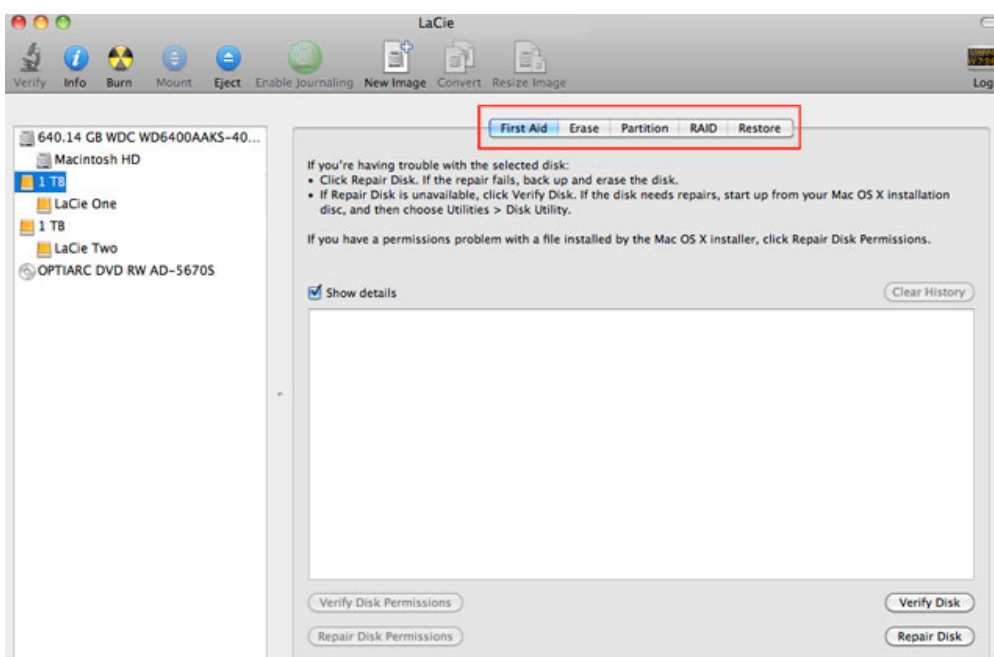 LaCie
Verify Info Burn Mount Eject Enable Journaling New Image Convert Resize Image Log
First Aid Erase Partition RAID Restore
640.14 GB WDC WD6400AAKS-40...
Macintosh HD
1 TB
LaCie One
1 TB
LaCie Two
OPTIARC DVD RW AD-5670S
If you're having trouble with the selected disk:
• Click Repair Disk. If the repair fails, back up and erase the disk.
• If Repair Disk is unavailable, click Verify Disk. If the disk needs repairs, start up from your Mac OS X installation
disc, and then choose Utilities > Disk Utility.
If you have a permissions problem with a file installed by the Mac OS X installer, click Repair Disk Permissions.
Show details Clear History
Verify Disk Permissions Verify Disk
Repair Disk Permissions Repair Disk